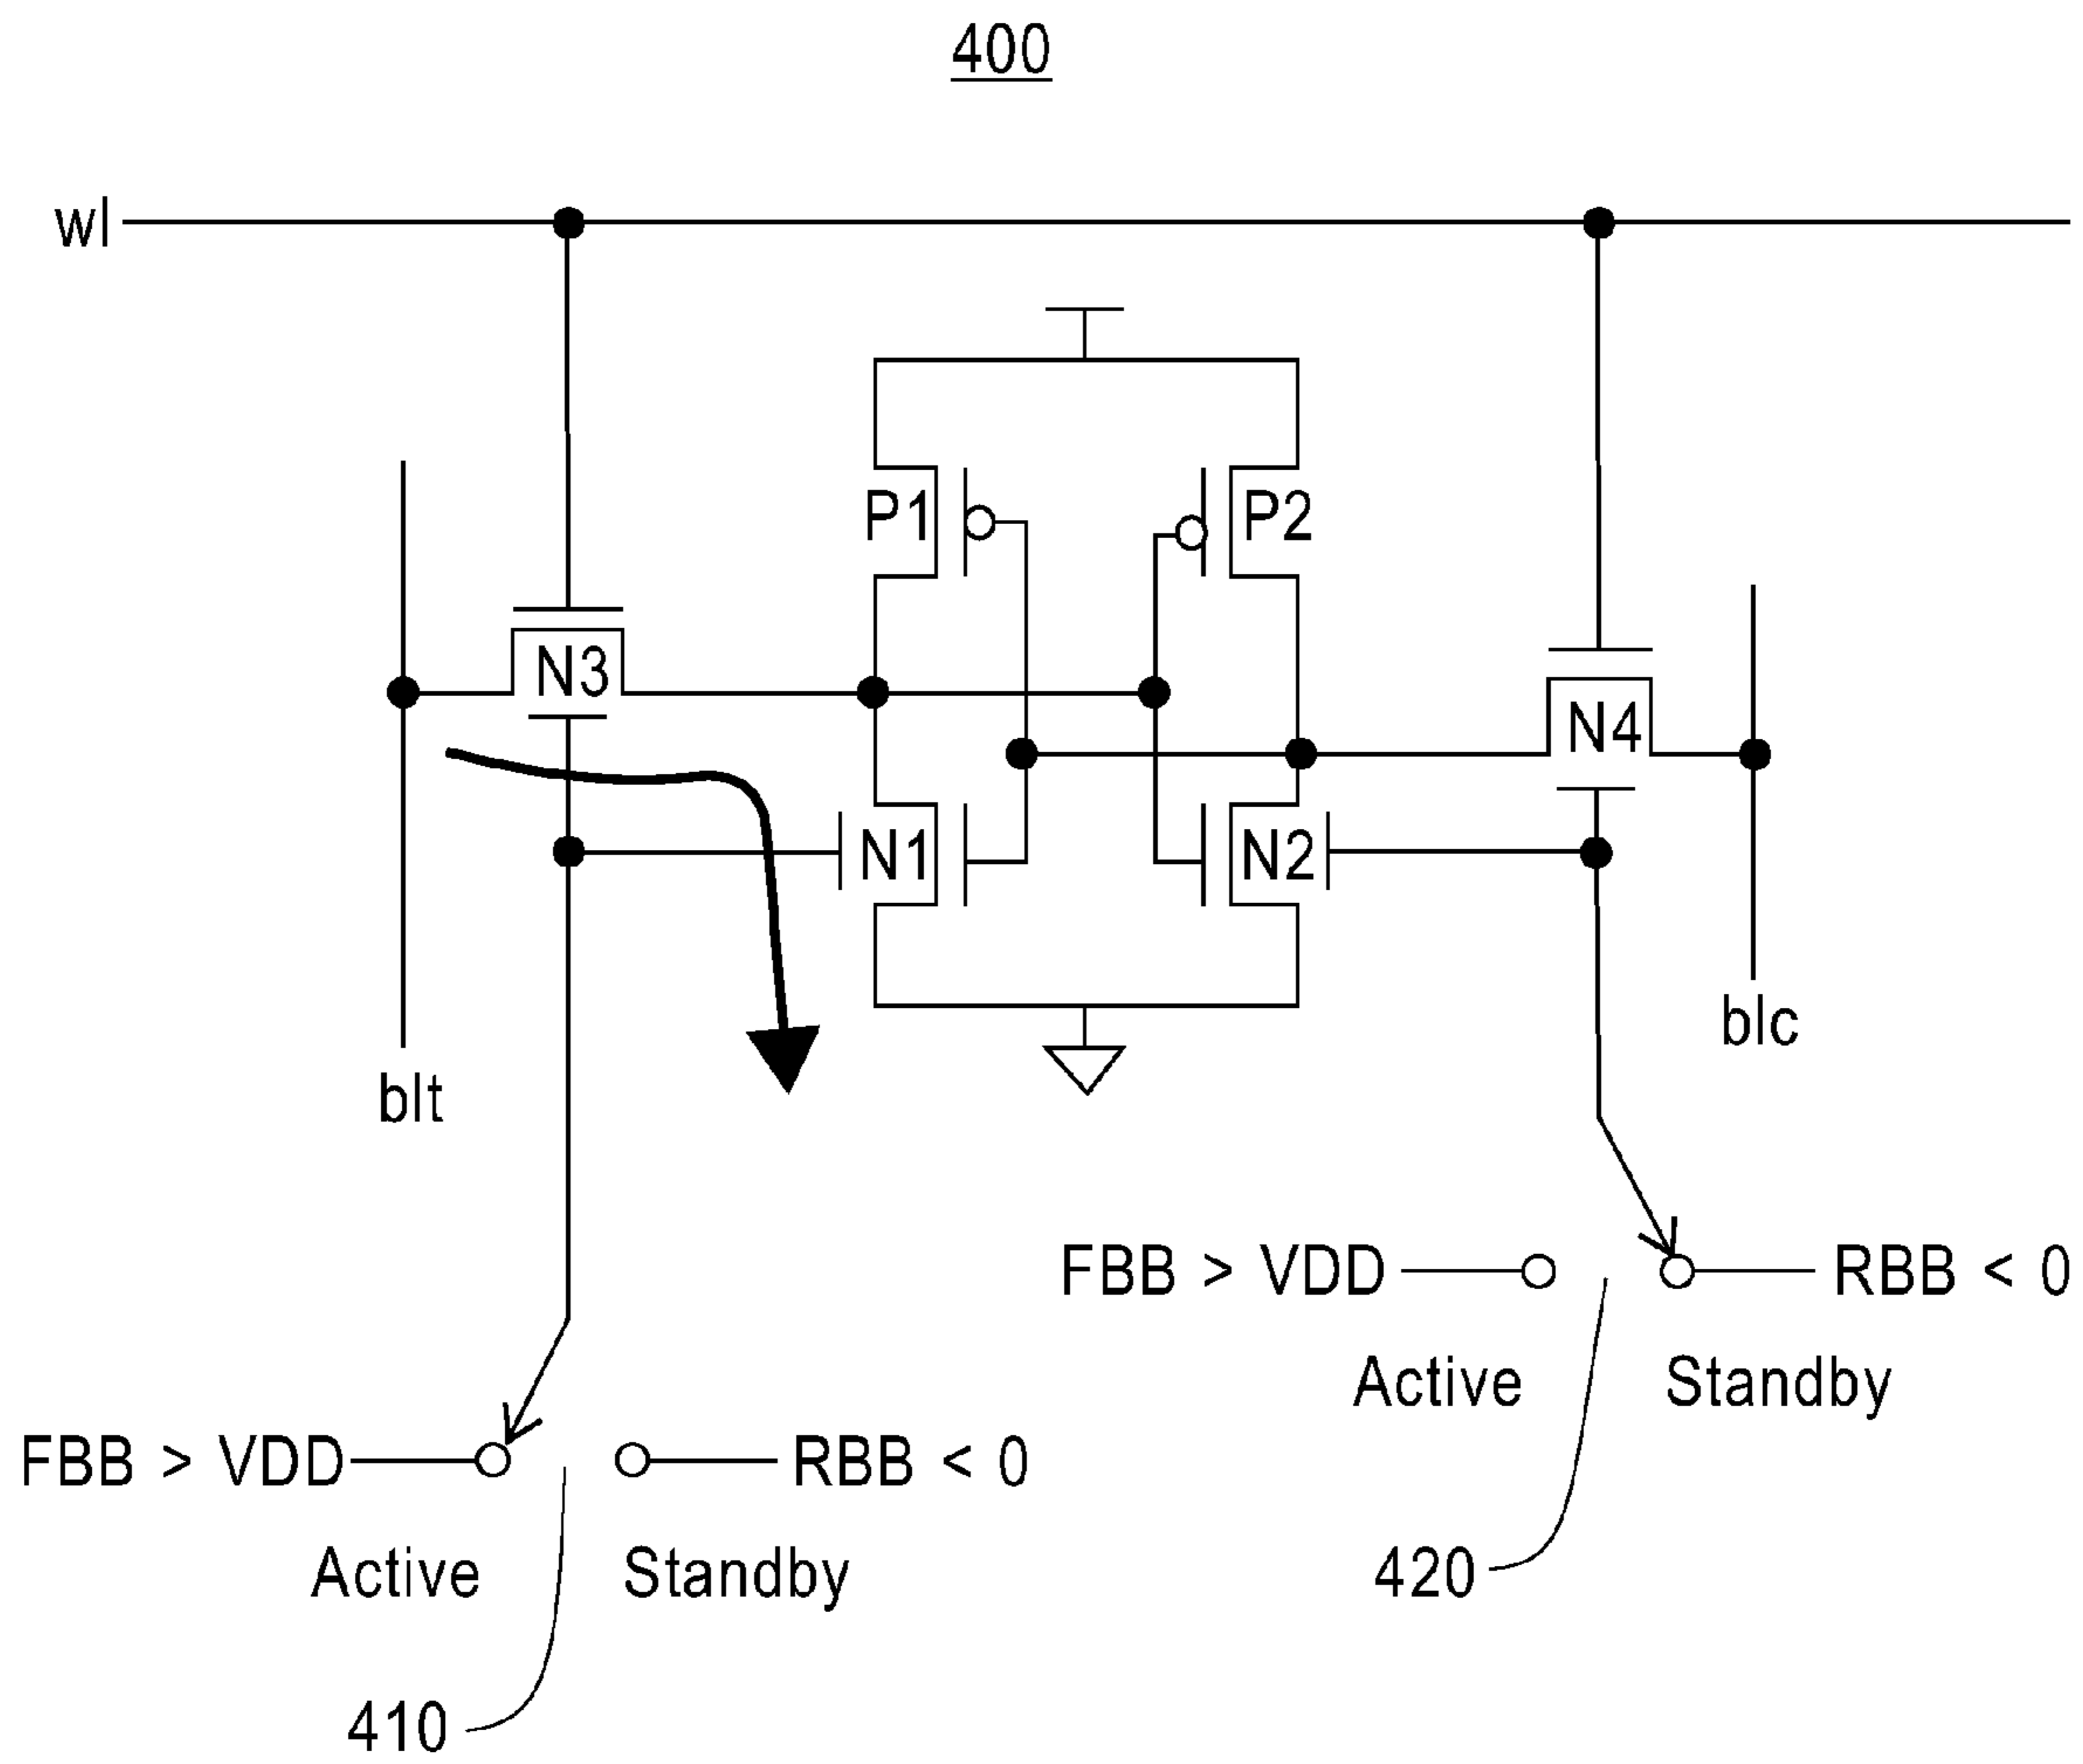 400
wl
P1
P2
N3
N4
N1
N2
blc
blt
FBB > VDD
RBB < 0
Active
Standby
FBB > VDD
RBB < 0
Active
Standby
420
410